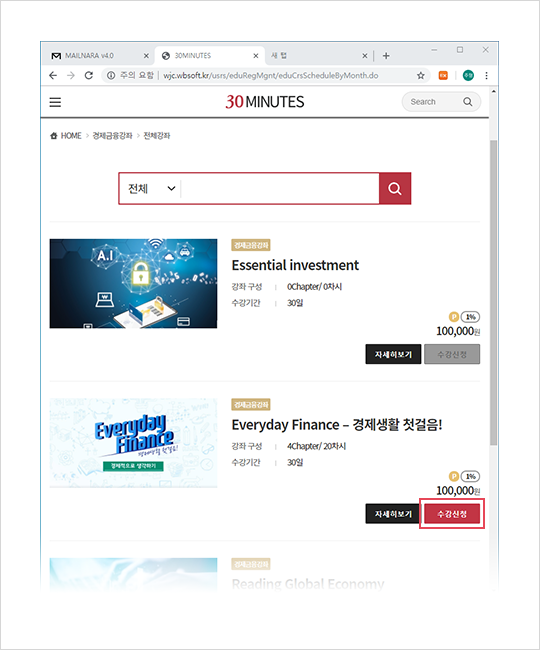 MAILNARA v4.0
30MINUTES
새 탭
주의 요함 wjc.wbsoft.kr/usrs/eduRegMgnt/eduCrsScheduleByMonth.do
30 MINUTES
Search
HOME > 경제금융강좌 > 전체강좌
전체
경제금융강좌
Essential investment
A.I
강좌 구성 0Chapter/ 0차시
수강기간 30일
P 1%
100,000원
자세히보기 수강신청
경제금융강좌
Everyday Finance – 경제생활 첫걸음!
Everyday
Finance
경제생활 첫걸음!
경제적으로 생각하기
강좌 구성 4Chapter/ 20차시
수강기간 30일
P 1%
100,000원
자세히보기 수강신청
경제금융강좌
Reading Global Economy